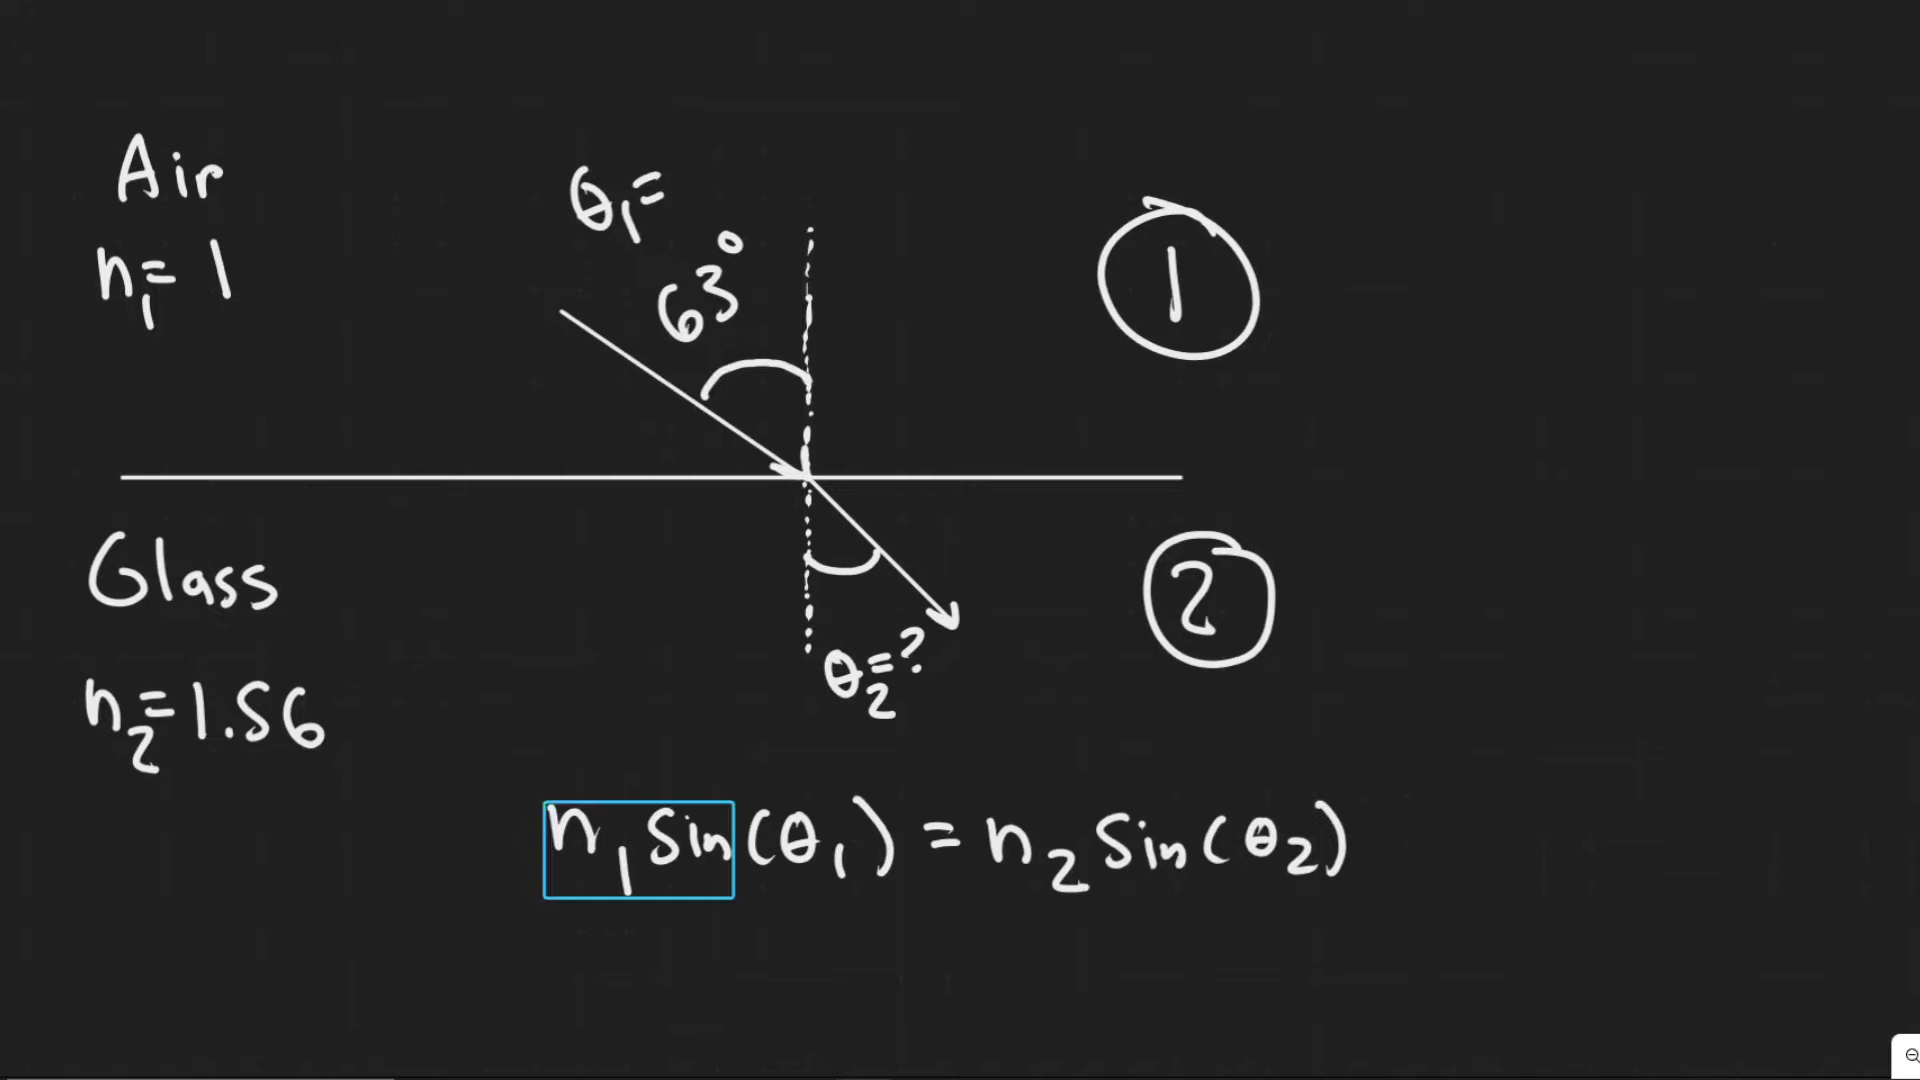 Air
n₁ = 1
θ₁ =
63°
1
Glass
n₂ = 1.56
2
θ₂ = ?
n₁ Sin(θ₁) = n₂ Sin(θ₂)